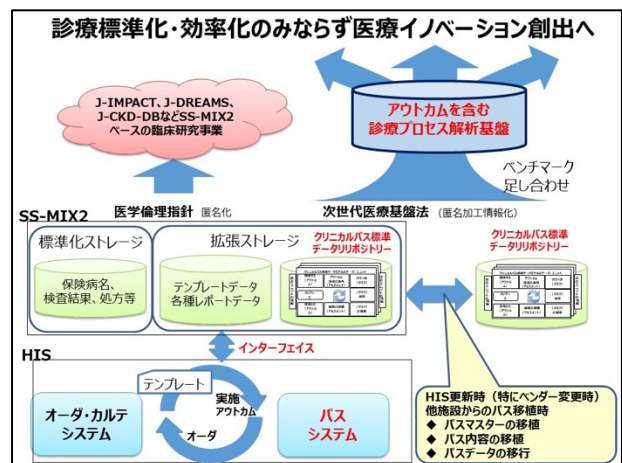 診療標準化・効率化のみならず医療イノベーション創出へ
J-IMPACT、J-DREAMS、
J-CKD-DBなどSS-MIX2
ベースの臨床研究事業
アウトカムを含む
診療プロセス解析基盤
ベンチマーク
足し合わせ
SS-MIX2
医学倫理指針 匿名化
次世代医療基盤法 （匿名加工情報化）
標準化ストレージ
保険病名、
検査結果、処方等
拡張ストレージ
テンプレートデータ
各種レポートデータ
クリニカルパス標準
データリポジトリー
クリニカルパス標準
データリポジトリー
インターフェイス
HIS
テンプレート
オーダ・カルテ
システム
実施
アウトカム
オーダ
パス
システム
HIS更新時（特にベンダー変更時）
他施設からのパス移植時
◆ パスマスターの移植
◆ パス内容の移植
◆ パスデータの移行